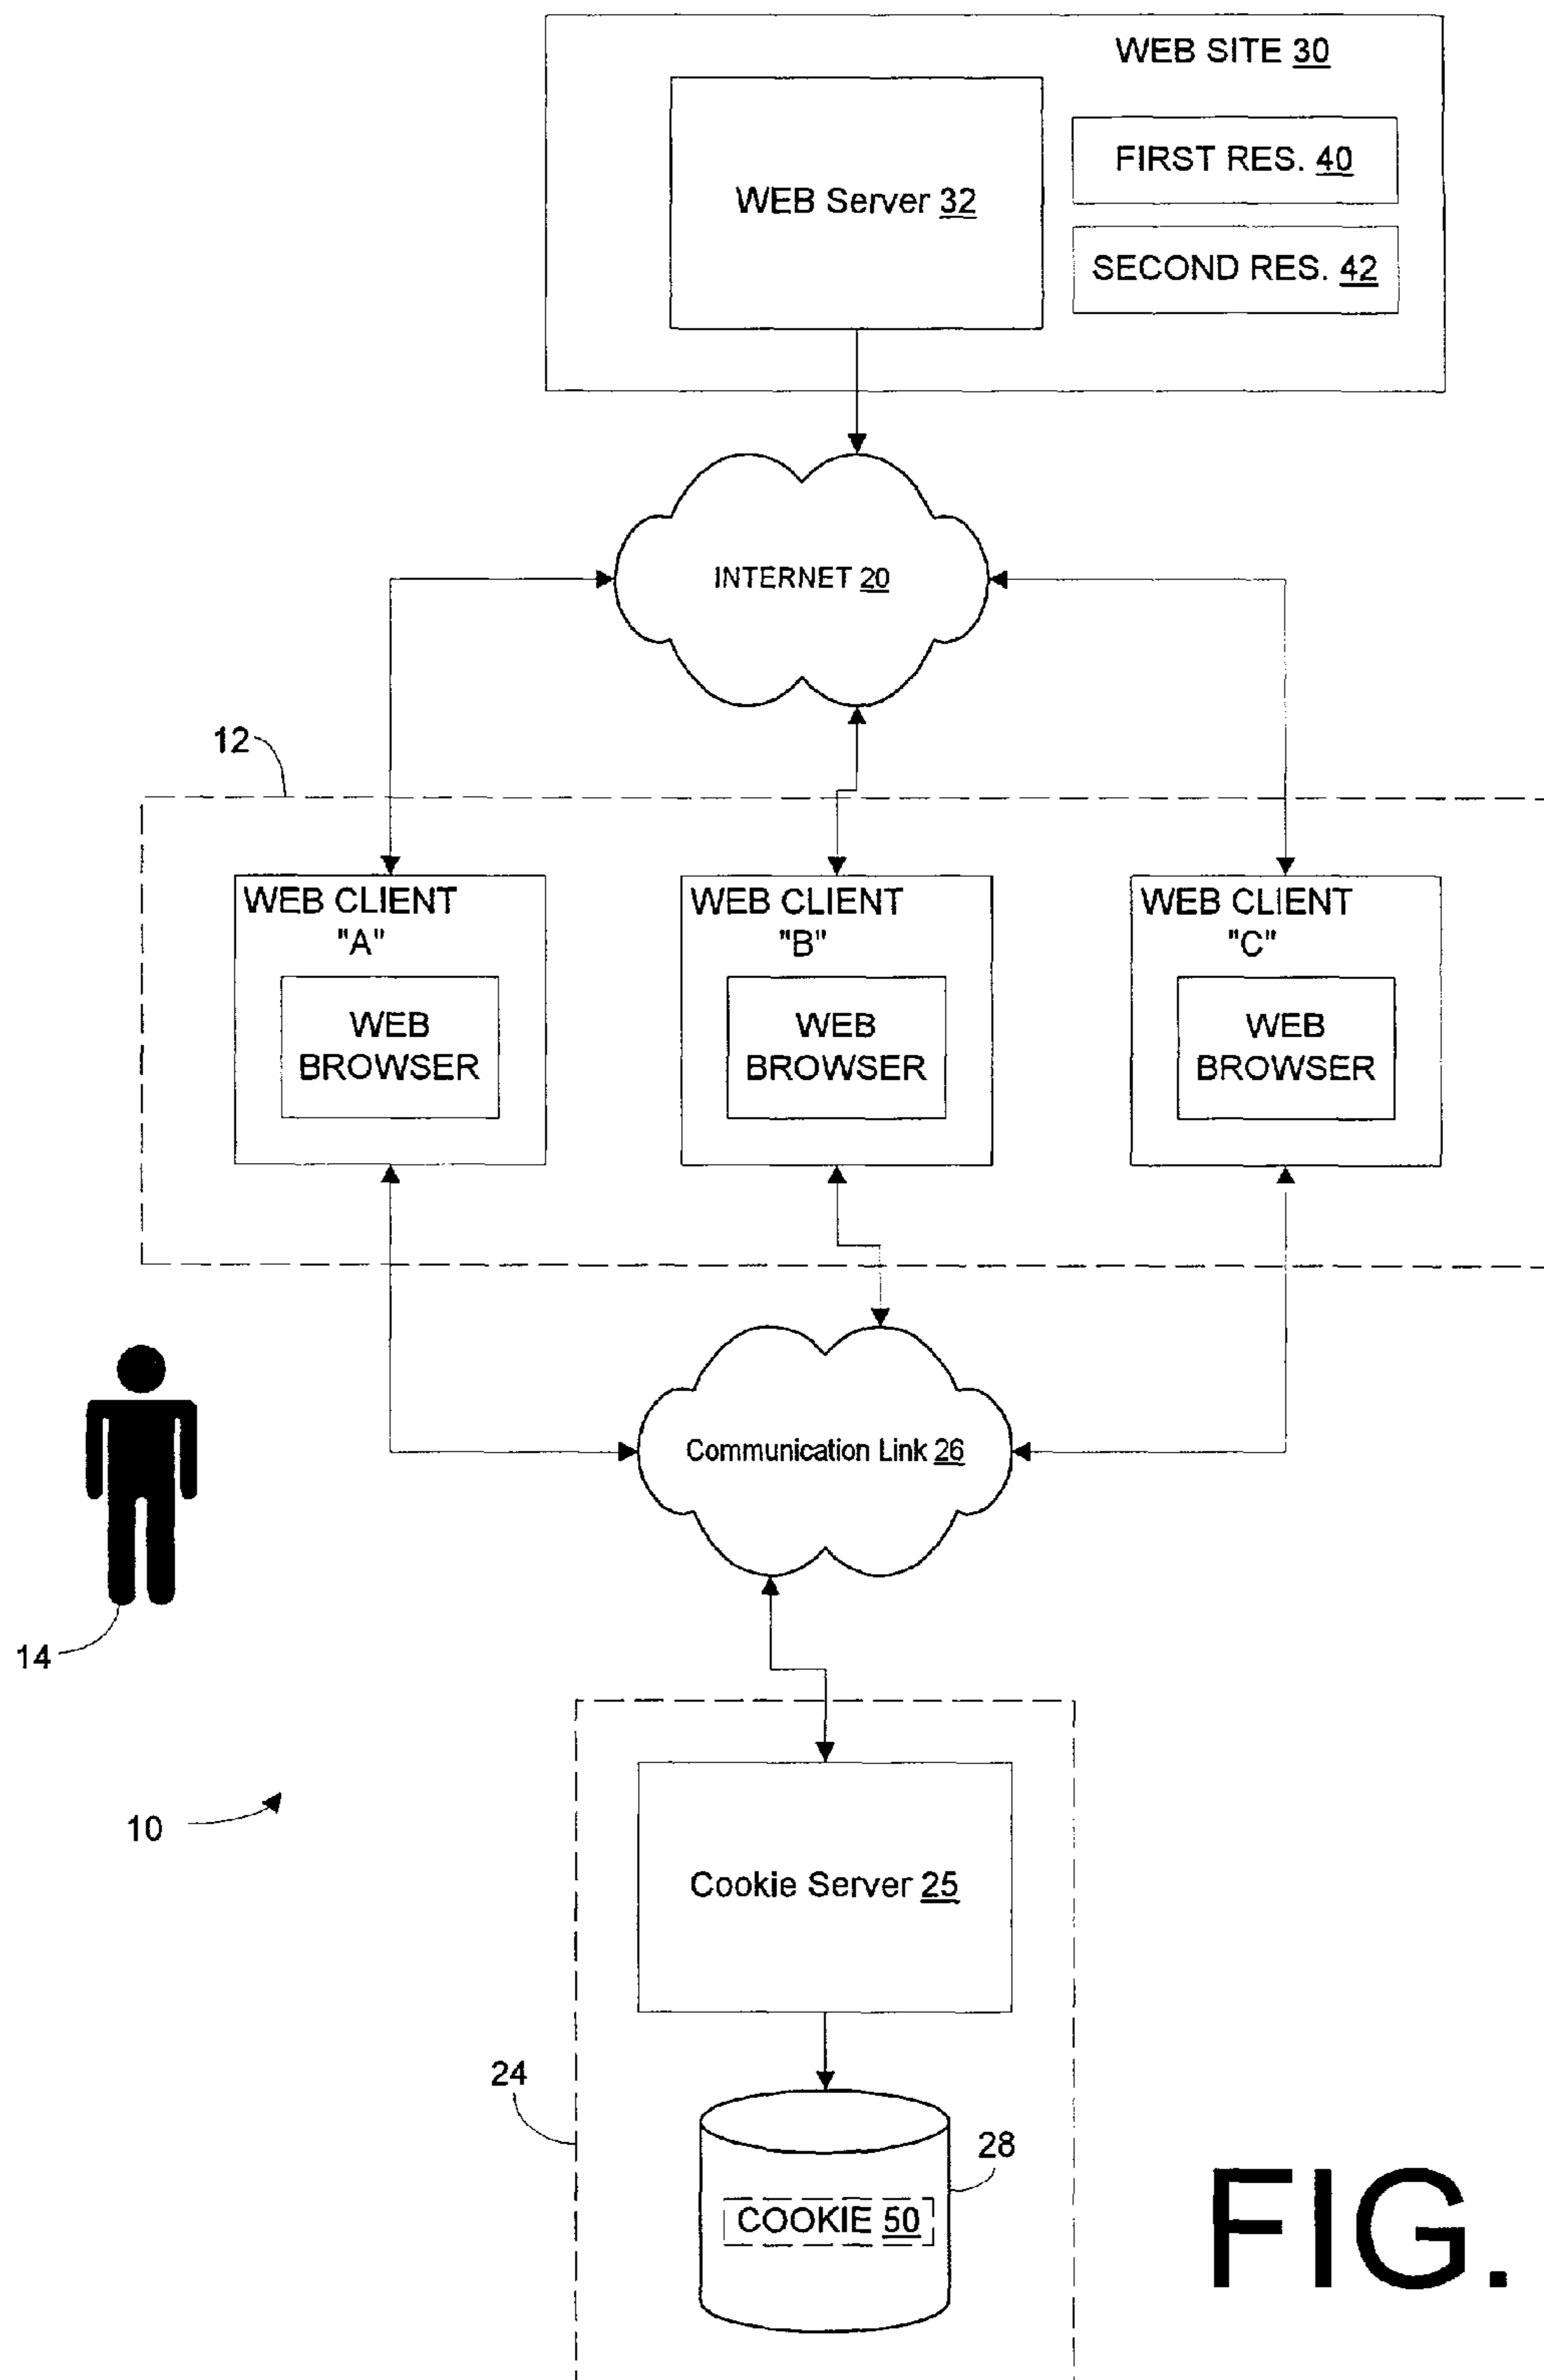 WEB SITE 30
WEB Server 32
FIRST RES. 40
SECOND RES. 42
INTERNET 20
12
WEB CLIENT
"A"
WEB
BROWSER
WEB CLIENT
"B"
WEB
BROWSER
WEB CLIENT
"C"
WEB
BROWSER
Communication Link 26
14
10
Cookie Server 25
24
28
COOKIE 50
FIG.